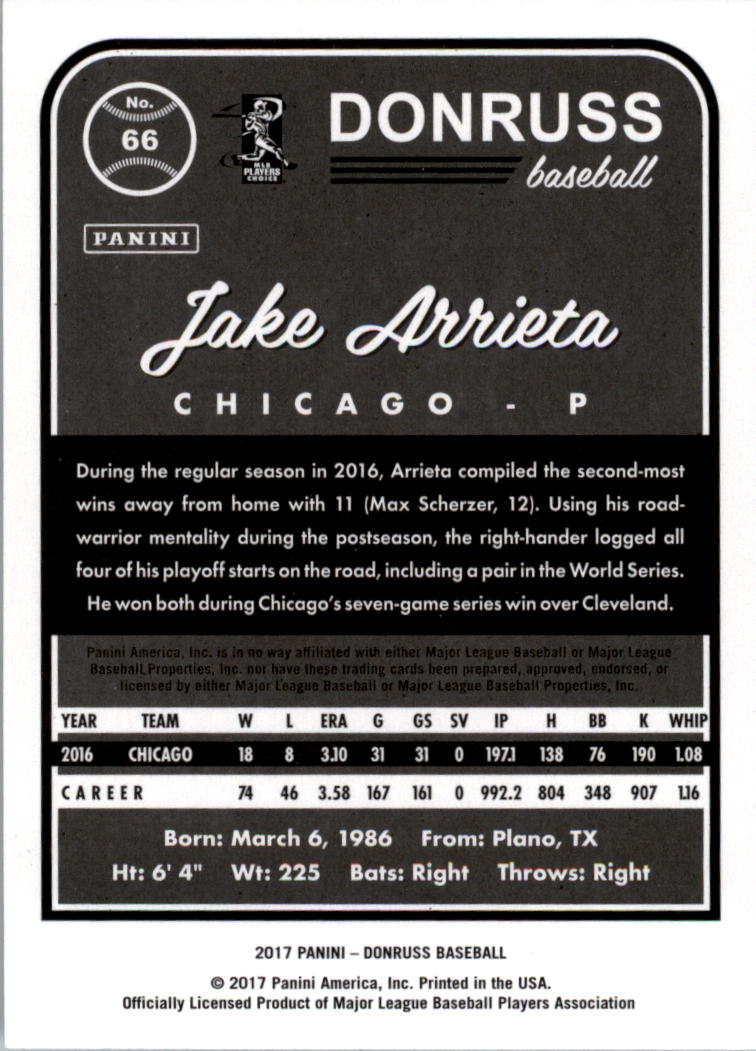 No.
66
MLB
PLAYERS
CHOICE
DONRUSS
baseball
PANINI
Jake Arrieta
CHICAGO - P
During the regular season in 2016, Arrieta compiled the second-most
wins away from home with 11 (Max Scherzer, 12). Using his road-
warrior mentality during the postseason, the right-hander logged all
four of his playoff starts on the road, including a pair in the World Series.
He won both during Chicago's seven-game series win over Cleveland.
Panini America, Inc. is in no way affiliated with either Major League Baseball or Major League
Baseball Properties, Inc. nor have these trading cards been prepared, approved, endorsed, or
licensed by either Major League Baseball or Major League Baseball Properties, Inc.
YEAR TEAM W L ERA G GS SV IP H BB K WHIP
2016 CHICAGO 18 8 3.10 31 31 0 197.1 138 76 190 1.08
CAREER 74 46 3.58 167 161 0 992.2 804 348 907 1.16
Born: March 6, 1986 From: Plano, TX
Ht: 6' 4" Wt: 225 Bats: Right Throws: Right
2017 PANINI – DONRUSS BASEBALL
© 2017 Panini America, Inc. Printed in the USA.
Officially Licensed Product of Major League Baseball Players Association